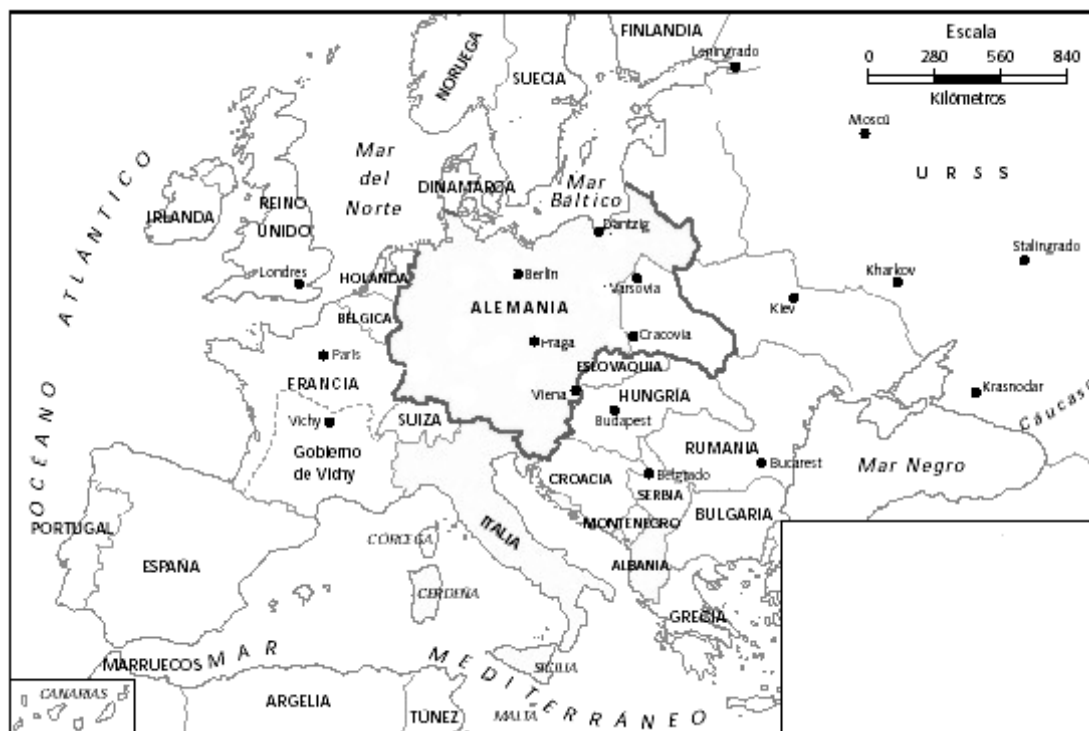 FINLANDIA
Escala
Leningrado
0 280 560 840
Kilómetros
NORUEGA
SUECIA
Moscú
Mar
del
Norte
URSS
OCÉANO ATLÁNTICO
DINAMARCA
Mar
Báltico
IRLANDA
REINO
UNIDO
Dantzig
Stalingrado
Londres
HOLANDA
Berlín
Varsovia
Kharkov
Kiev
BÉLGICA
ALEMANIA
Praga
Cracovia
París
ESLOVAQUIA
FRANCIA
Viena
HUNGRÍA
Krasnodar
Cáucaso
Vichy
SUIZA
Budapest
Gobierno
de Vichy
RUMANIA
Bucarest
Mar Negro
CROACIA
Belgrado
SERBIA
PORTUGAL
ITALIA
MONTENEGRO
BULGARIA
CÓRCEGA
ESPAÑA
ALBANIA
CERDEÑA
GRECIA
MAR MEDITERRÁNEO
MARRUECOS
SICILIA
CANARIAS
ARGELIA
TÚNEZ
MALTA